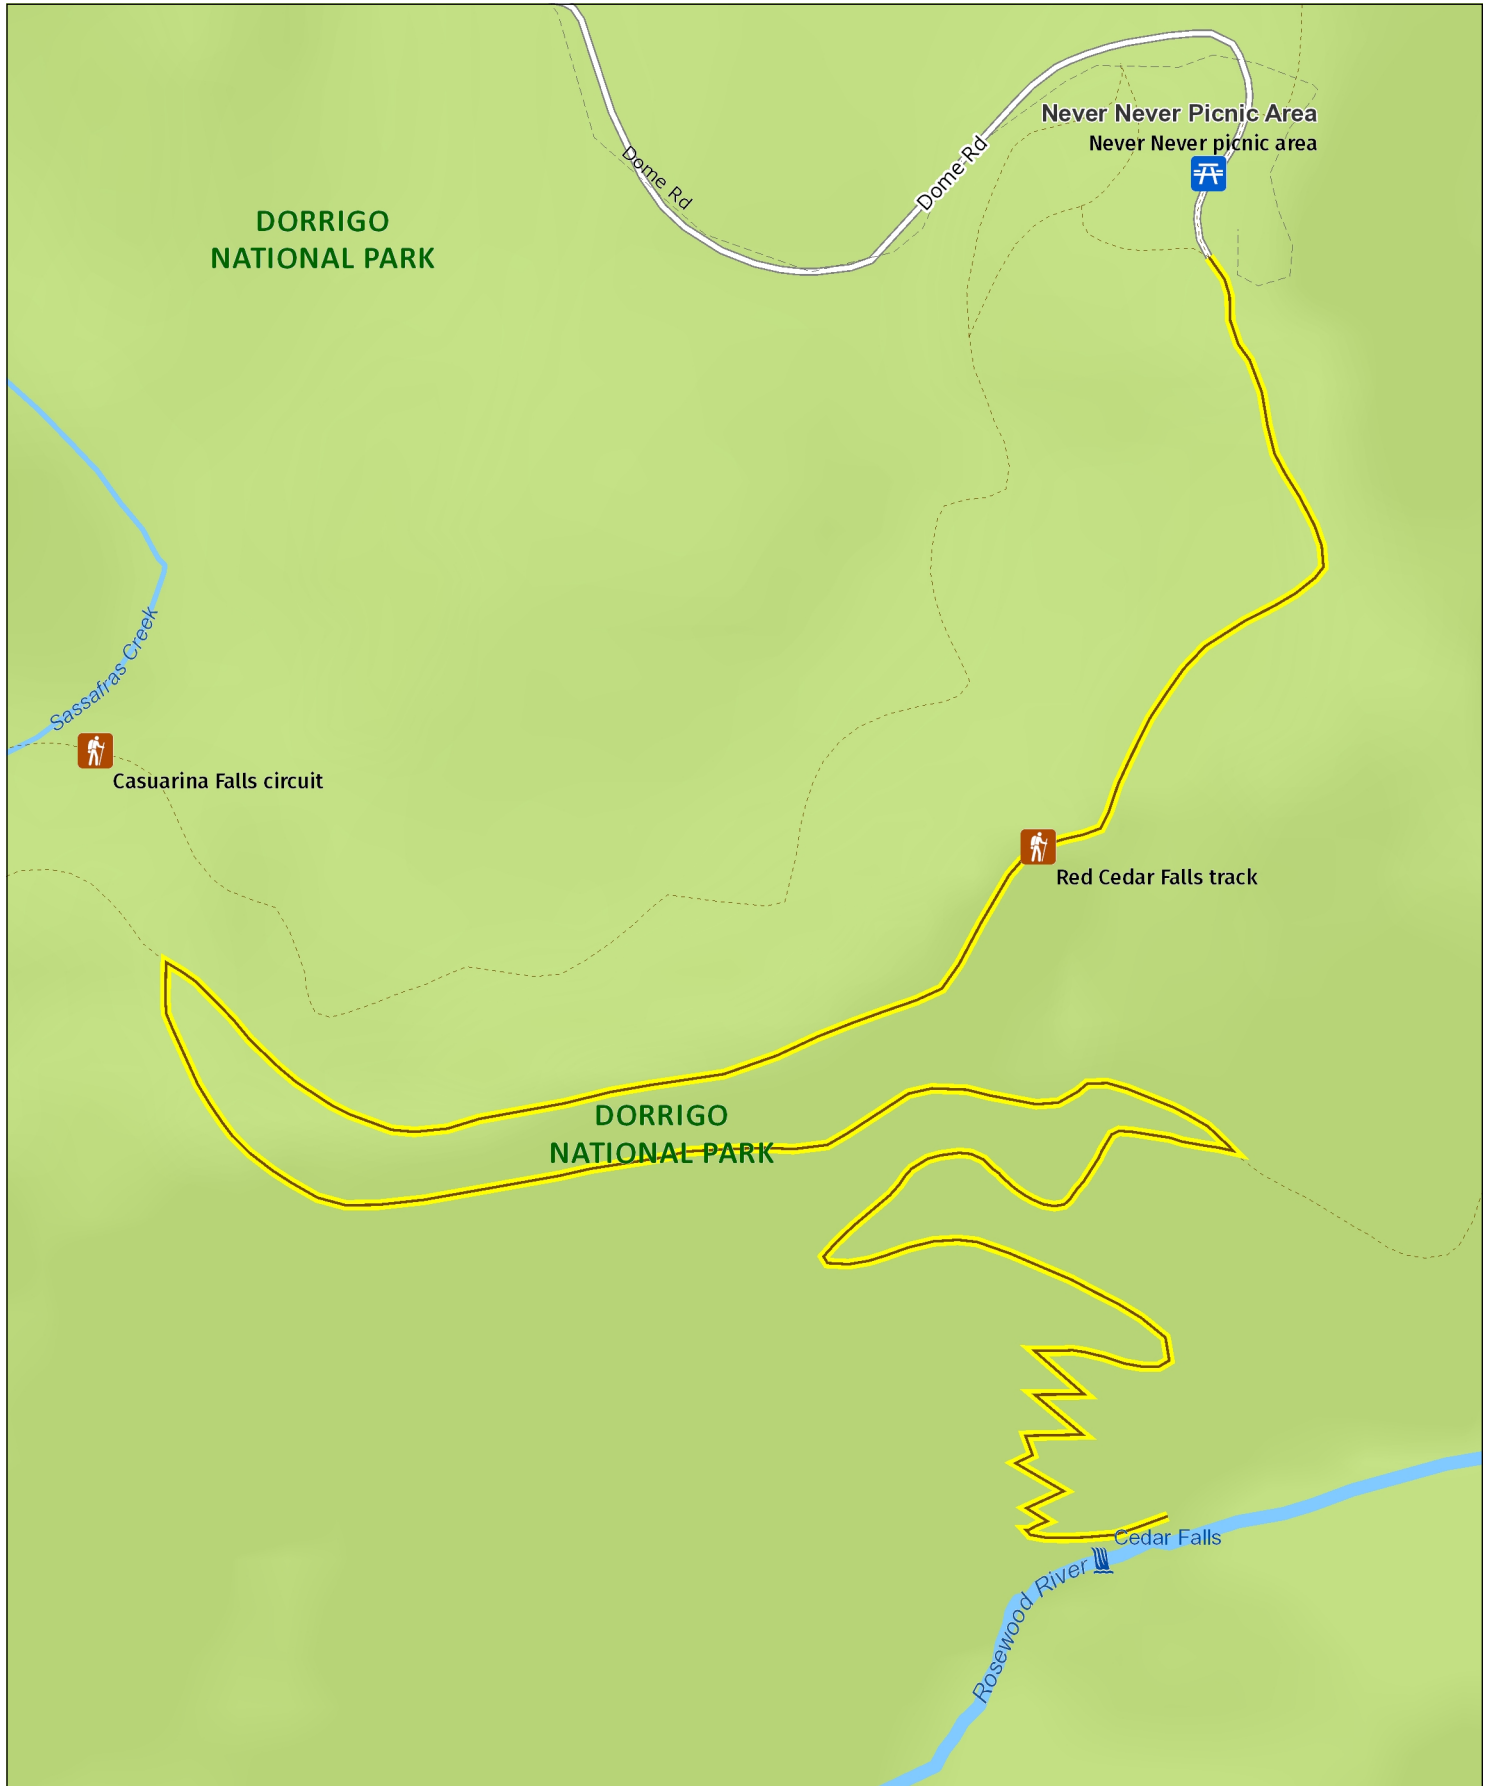 Never Never Picnic Area
Never Never picnic area
Dome Rd
Dome Rd
DORRIGO
NATIONAL PARK
Sassafras Creek
Casuarina Falls circuit
Red Cedar Falls track
DORRIGO
NATIONAL PARK
Cedar Falls
Rosewood River